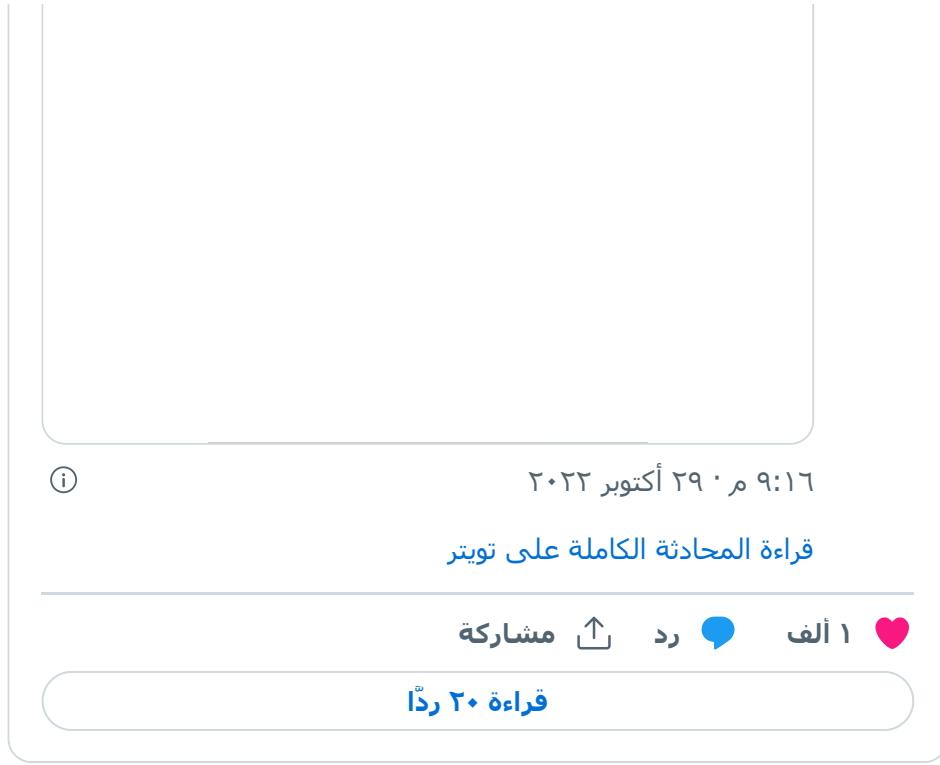 ٩:١٦ م · ٢٩ أكتوبر ٢٠٢٢
قراءة المحادثة الكاملة على تويتر
١ ألف رد مشاركة
قراءة ٢٠ ردًّا